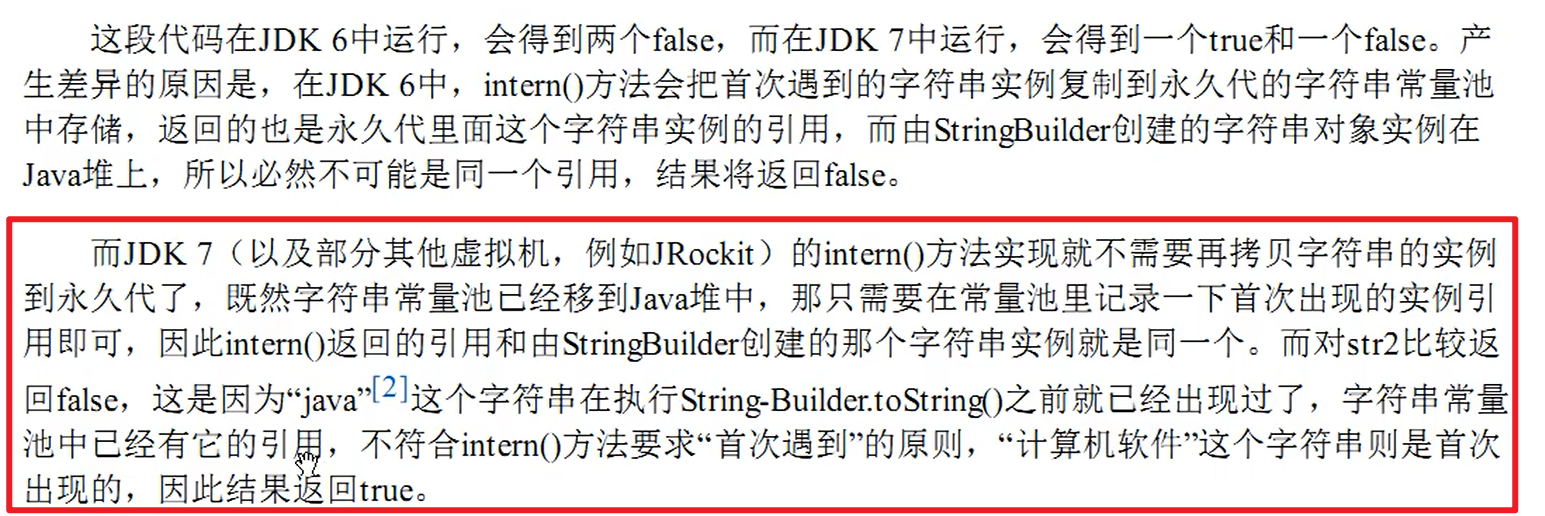 这段代码在JDK 6中运行，会得到两个false，而在JDK 7中运行，会得到一个true和一个false。产
生差异的原因是，在JDK 6中，intern()方法会把首次遇到的字符串实例复制到永久代的字符串常量池
中存储，返回的也是永久代里面这个字符串实例的引用，而由StringBuilder创建的字符串对象实例在
Java堆上，所以必然不可能是同一个引用，结果将返回false。
而JDK 7（以及部分其他虚拟机，例如JRockit）的intern()方法实现就不需要再拷贝字符串的实例
到永久代了，既然字符串常量池已经移到Java堆中，那只需要在常量池里记录一下首次出现的实例引
用即可，因此intern()返回的引用和由StringBuilder创建的那个字符串实例就是同一个。而对str2比较返
回false，这是因为“java”[2]这个字符串在执行String-Builder.toString()之前就已经出现过了，字符串常量
池中已经有它的引用，不符合intern()方法要求“首次遇到”的原则，“计算机软件”这个字符串则是首次
出现的，因此结果返回true。